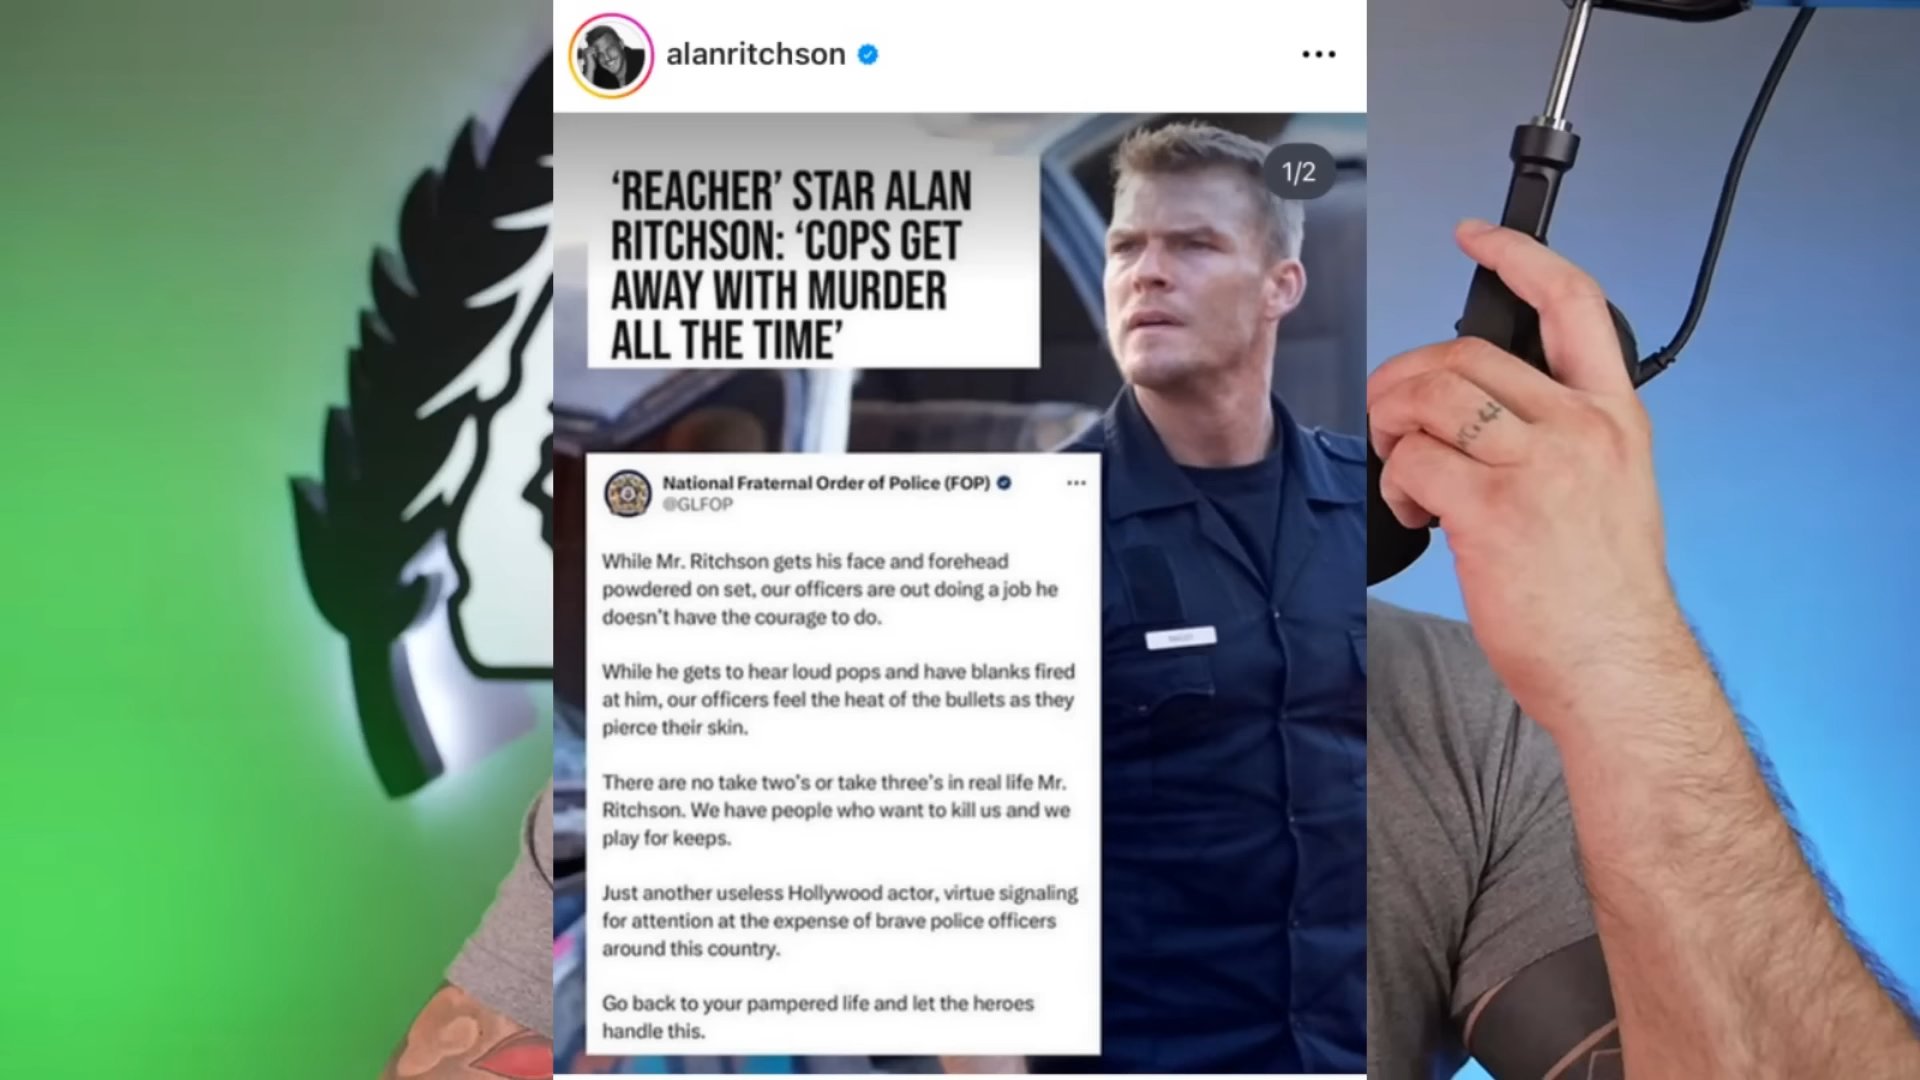 alanritchson
1/2
‘REACHER’ STAR ALAN
RITCHSON: ‘COPS GET
AWAY WITH MURDER
ALL THE TIME’
National Fraternal Order of Police (FOP)
@GLFOP
While Mr. Ritchson gets his face and forehead
powdered on set, our officers are out doing a job he
doesn't have the courage to do.
While he gets to hear loud pops and have blanks fired
at him, our officers feel the heat of the bullets as they
pierce their skin.
There are no take two's or take three's in real life Mr.
Ritchson. We have people who want to kill us and we
play for keeps.
Just another useless Hollywood actor, virtue signaling
for attention at the expense of brave police officers
around this country.
Go back to your pampered life and let the heroes
handle this.